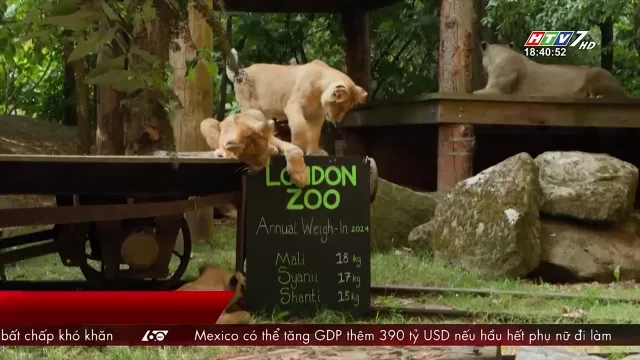 HTV7 HD
18:40:52
LONDON
ZOO
Annual Weigh-In 2024
Mali 18 kg
Syanii 17 kg
Shanti 15 kg
bất chấp khó khăn
60
Mexico có thể tăng GDP thêm 390 tỷ USD nếu hầu hết phụ nữ đi làm